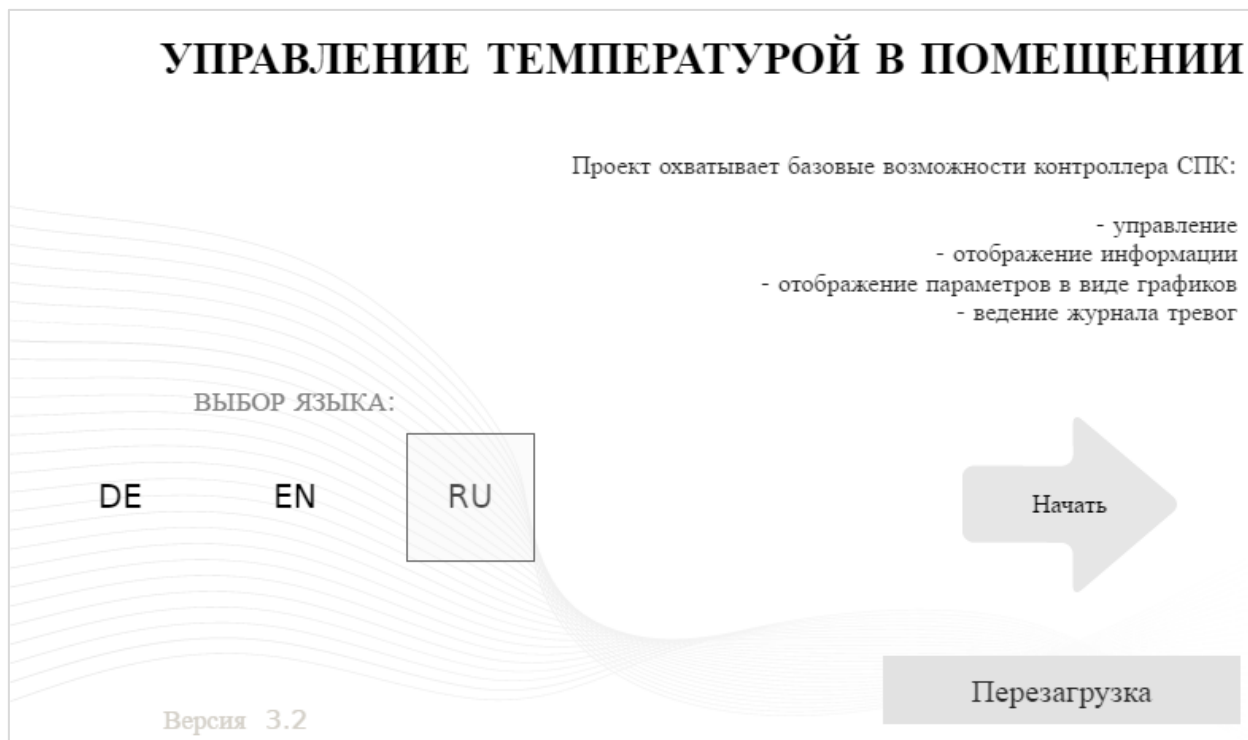 УПРАВЛЕНИЕ ТЕМПЕРАТУРОЙ В ПОМЕЩЕНИИ
Проект охватывает базовые возможности контроллера СПК:
- управление
- отображение информации
- отображение параметров в виде графиков
- ведение журнала тревог
ВЫБОР ЯЗЫКА:
DE EN RU
Начать
Перезагрузка
Версия 3.2